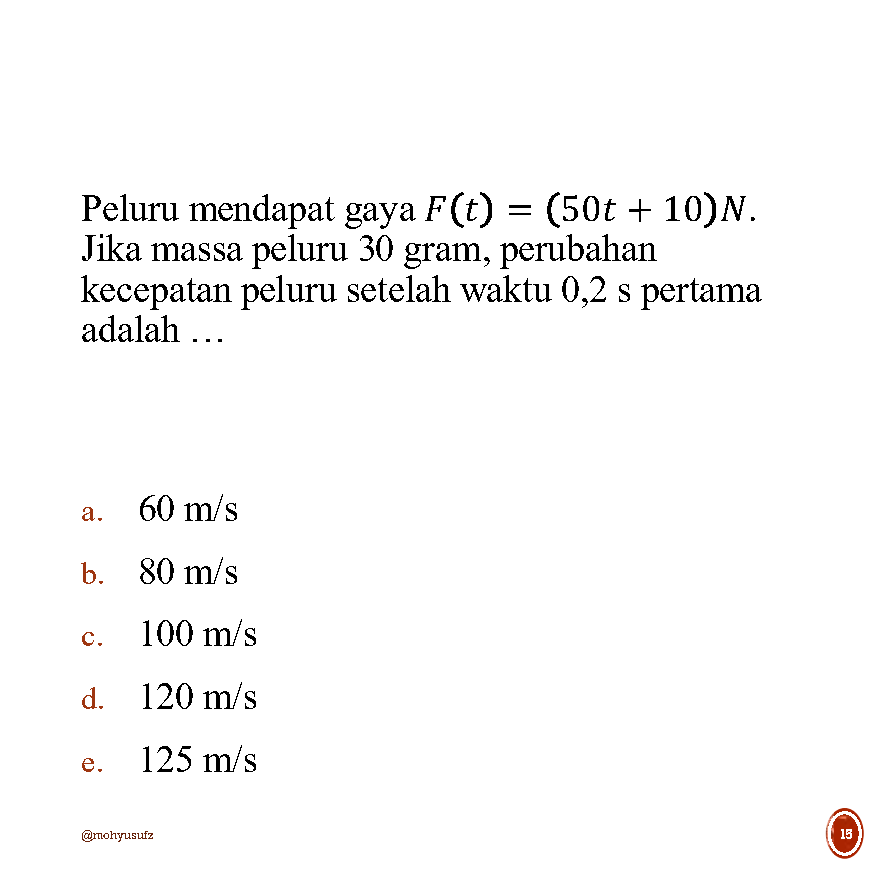 Peluru mendapat gaya 𝐹(𝑡) = (50𝑡 + 10)𝑁.
Jika massa peluru 30 gram, perubahan
kecepatan peluru setelah waktu 0,2 s pertama
adalah …
a. 60 m/s
b. 80 m/s
c. 100 m/s
d. 120 m/s
e. 125 m/s
@mohyusufz
15